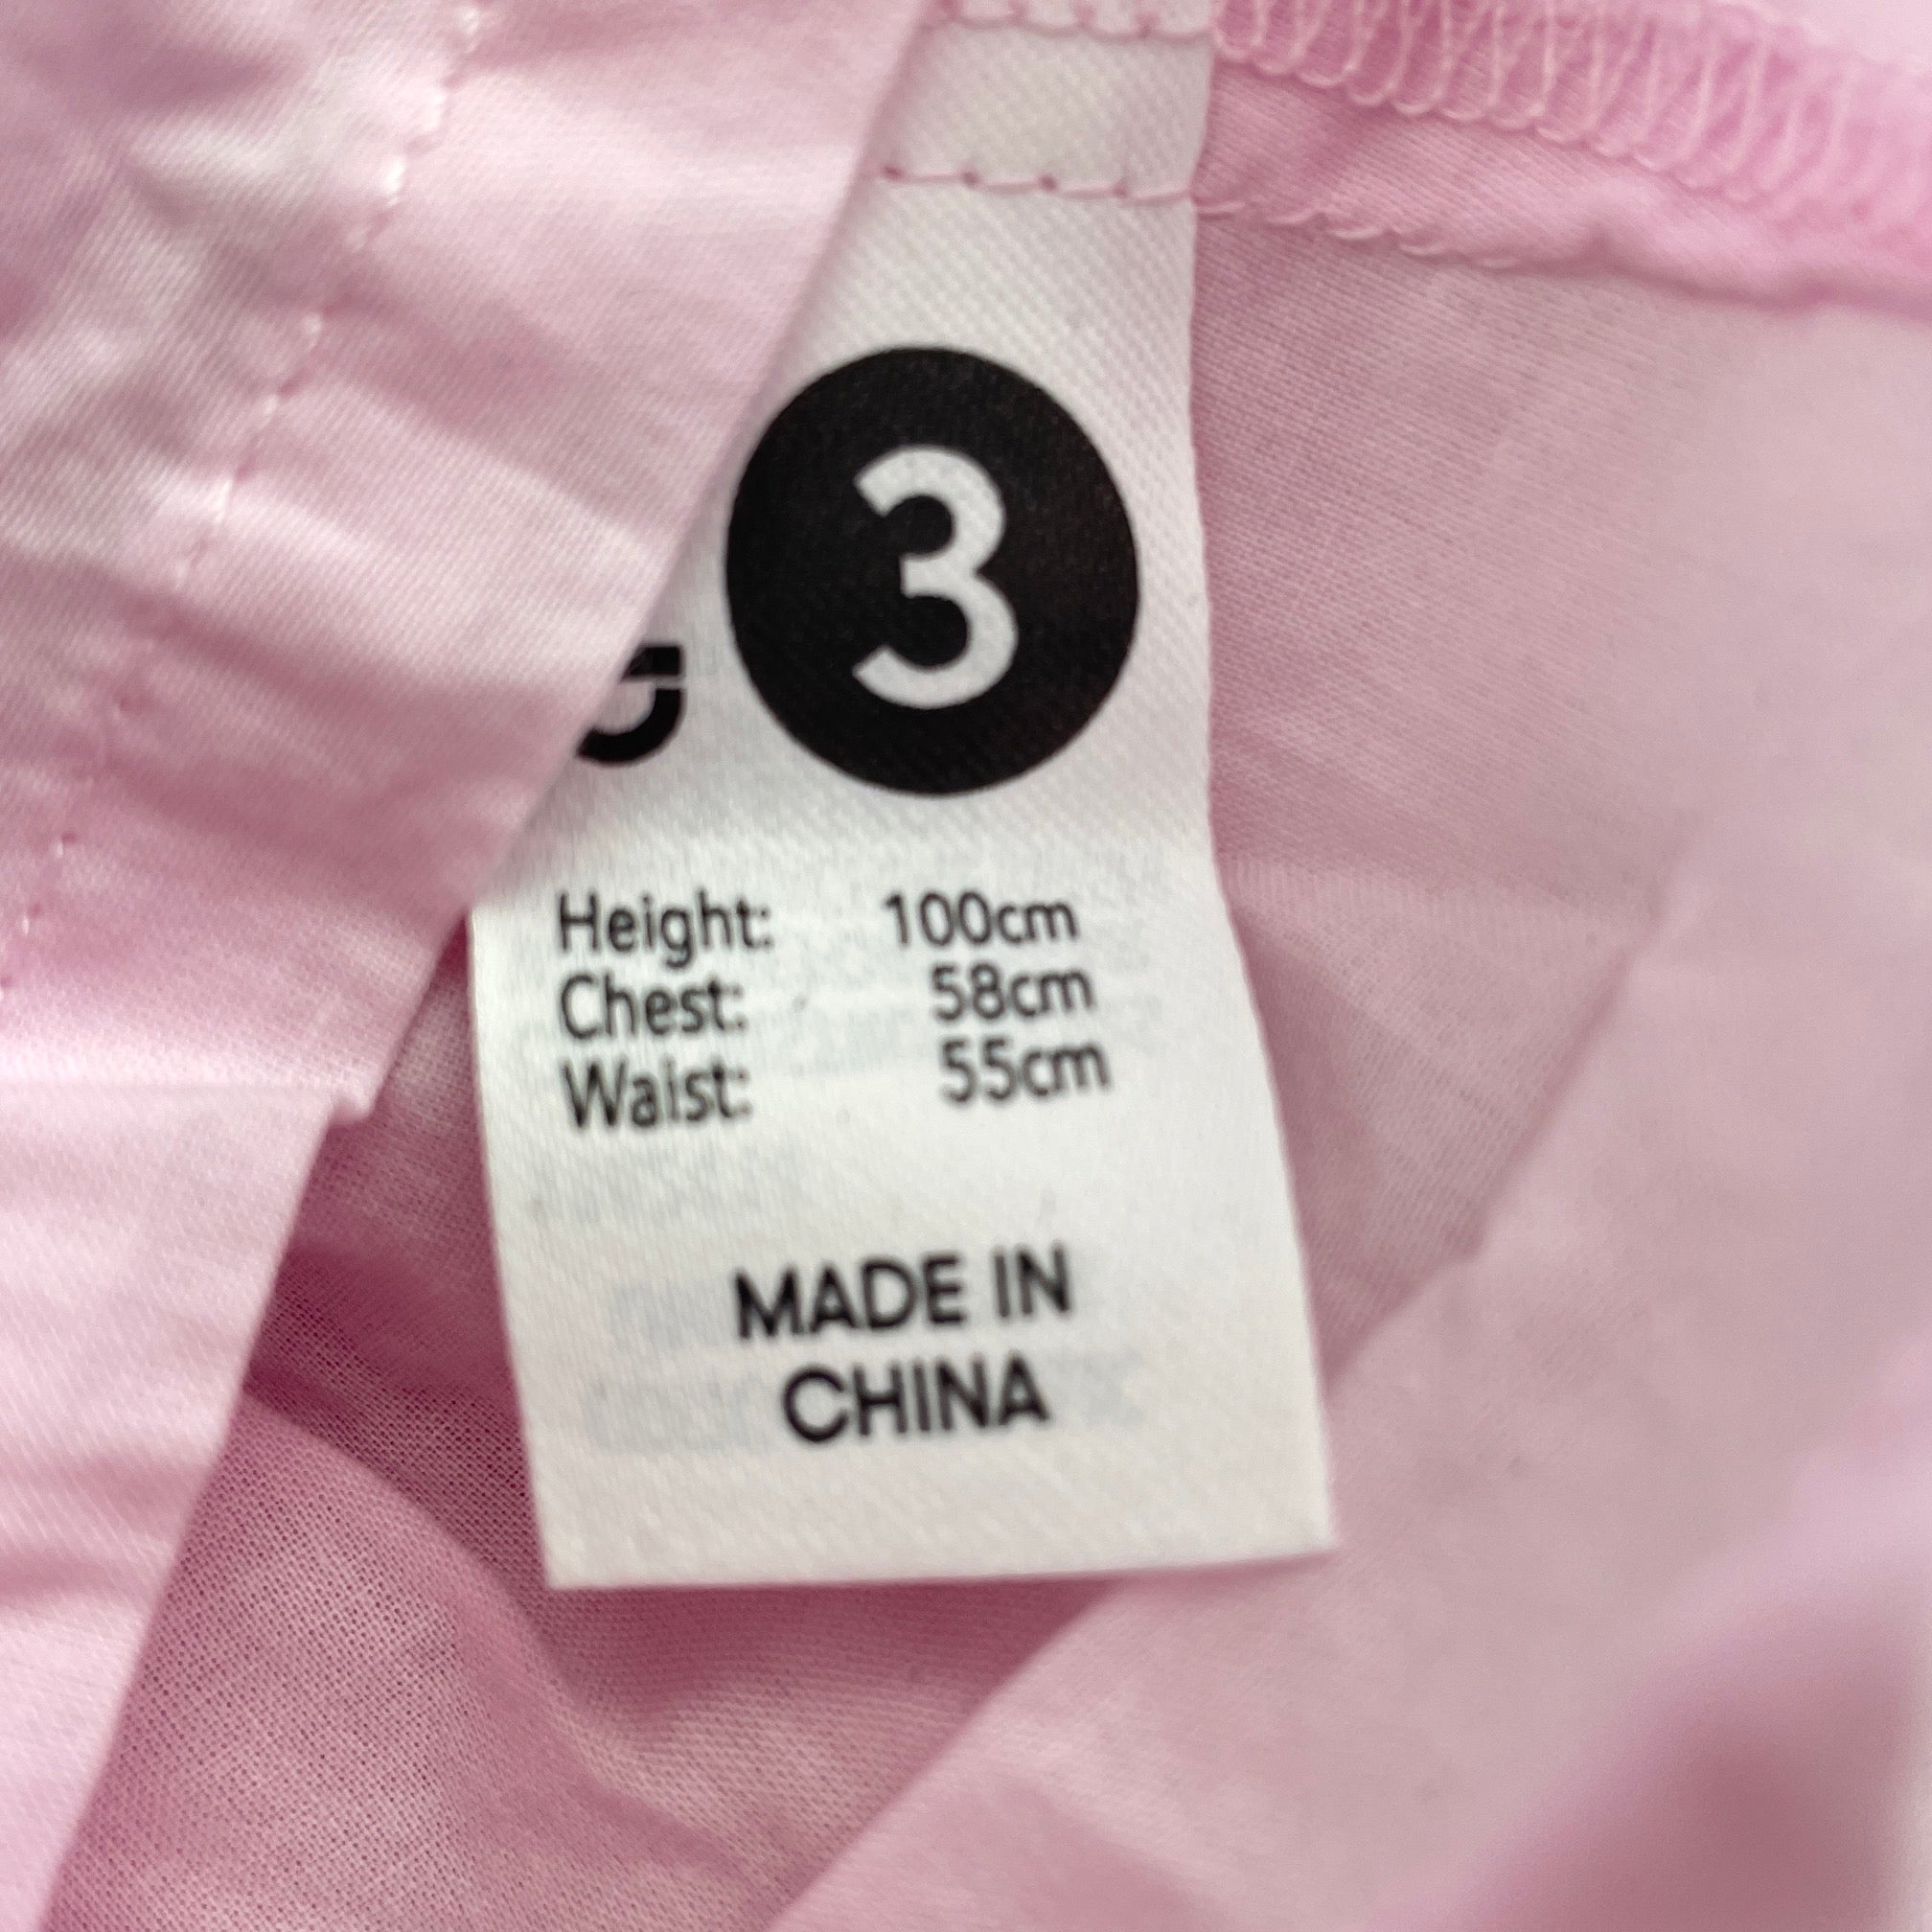 3
G
Height: 100cm
Chest: 58cm
Waist: 55cm
MADE IN
CHINA